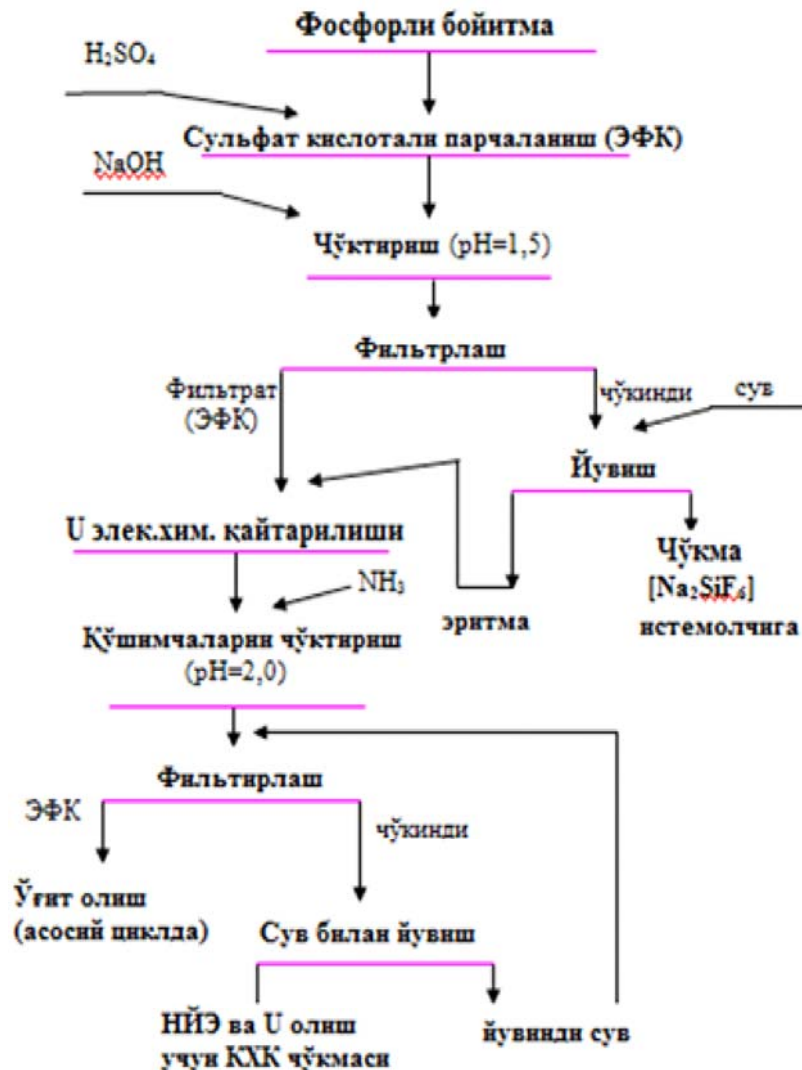 Фосфорли бойитма
H₂SO₄
Сульфат кислотали парчаланиш (ЭФК)
NaOH
Чўктириш (pH=1,5)
Фильтрлаш
Фильтрат
(ЭФК)
чўкинди
сув
Йувиш
U элек.хим. қайтарилиши
Чўкма
[Na₂SiF₆]
истемолчига
NH₃
эритма
Қўшимчаларни чўктириш
(pH=2,0)
Фильтирлаш
ЭФК
чўкинди
Ўғит олиш
(асосий циклда)
Сув билан йувиш
НЙЭ ва U олиш
учун КХК чўкмаси
йувинди сув